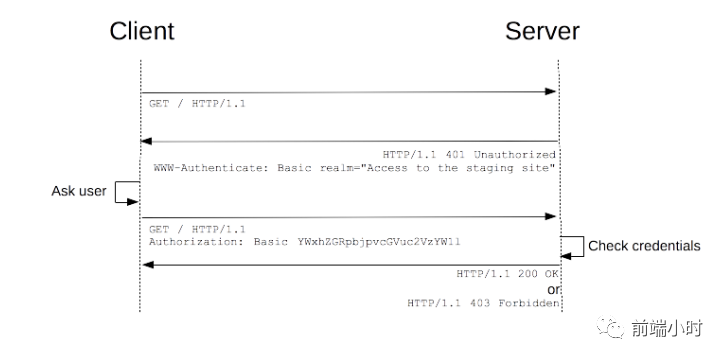 Client
Server
GET / HTTP/1.1
HTTP/1.1 401 Unauthorized
WWW-Authenticate: Basic realm="Access to the staging site"
Ask user
GET / HTTP/1.1
Authorization: Basic YWxhZGRpbjpvcGVuc2VzYW1l
Check credentials
HTTP/1.1 200 OK
or
HTTP/1.1 403 Forbidden
前端小时